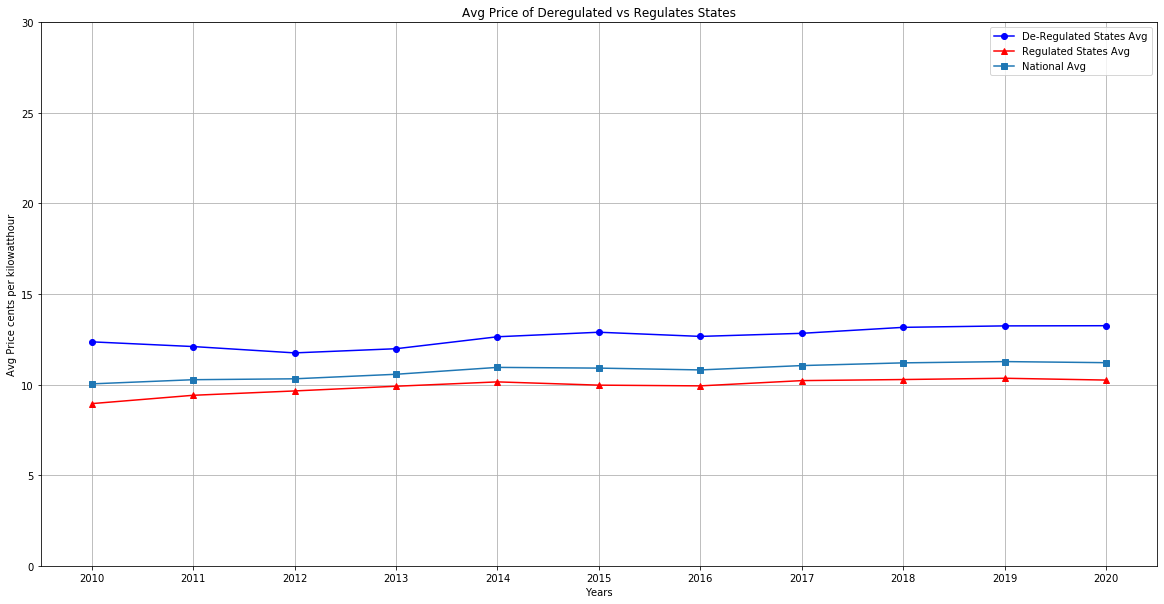 Avg Price of Deregulated vs Regulates States
De-Regulated States Avg
Regulated States Avg
National Avg
Avg Price cents per kilowatthour
30
25
20
15
10
5
0
2010 2011 2012 2013 2014 2015 2016 2017 2018 2019 2020
Years